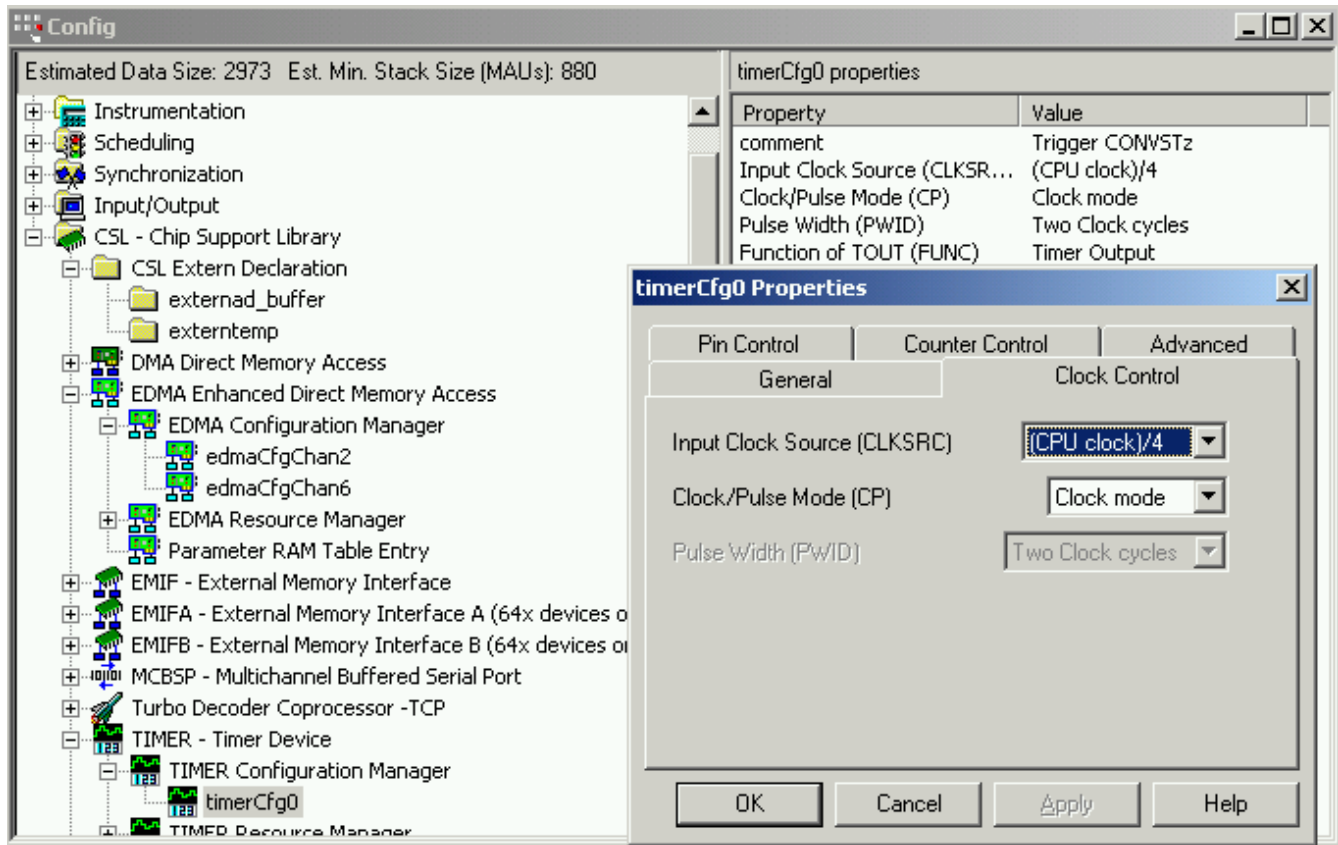 Config
Estimated Data Size: 2973 Est. Min. Stack Size (MAUs): 880
Instrumentation
Scheduling
Synchronization
Input/Output
CSL - Chip Support Library
CSL Extern Declaration
externad_buffer
externtemp
DMA Direct Memory Access
EDMA Enhanced Direct Memory Access
EDMA Configuration Manager
edmaCfgChan2
edmaCfgChan6
EDMA Resource Manager
Parameter RAM Table Entry
EMIF - External Memory Interface
EMIFA - External Memory Interface A (64x devices o
EMIFB - External Memory Interface B (64x devices o
MCBSP - Multichannel Buffered Serial Port
Turbo Decoder Coprocessor -TCP
TIMER - Timer Device
TIMER Configuration Manager
timerCfg0
TIMER Resource Manager
timerCfg0 properties
Property Value
comment Trigger CONVSTz
Input Clock Source (CLKSR... (CPU clock)/4
Clock/Pulse Mode (CP) Clock mode
Pulse Width (PWID) Two Clock cycles
Function of TOUT (FUNC) Timer Output
timerCfg0 Properties
Pin Control Counter Control Advanced
General Clock Control
Input Clock Source (CLKSRC) (CPU clock)/4
Clock/Pulse Mode (CP) Clock mode
Pulse Width (PWID) Two Clock cycles
OK Cancel Apply Help